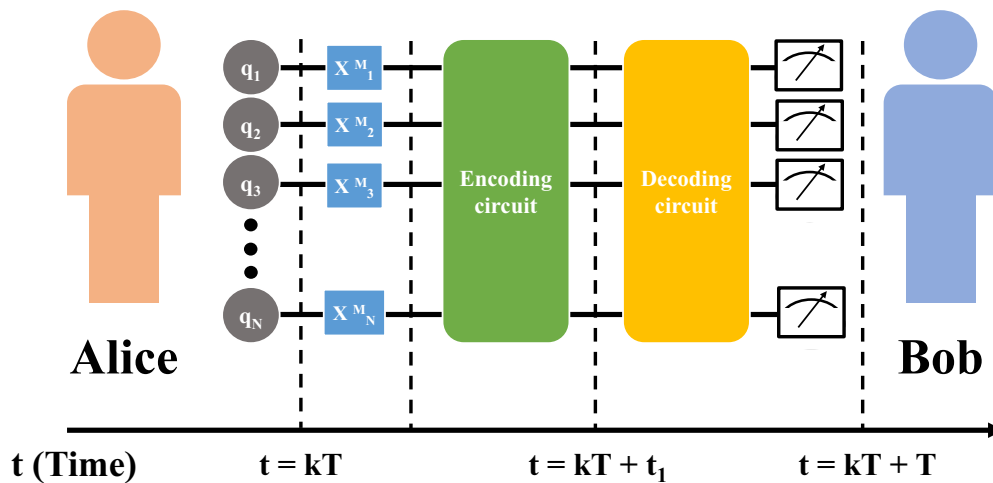 q1
X M1
q2
X M2
q3
X M3
Encoding
circuit
Decoding
circuit
qN
X MN
Alice
Bob
t (Time)
t = kT
t = kT + t1
t = kT + T